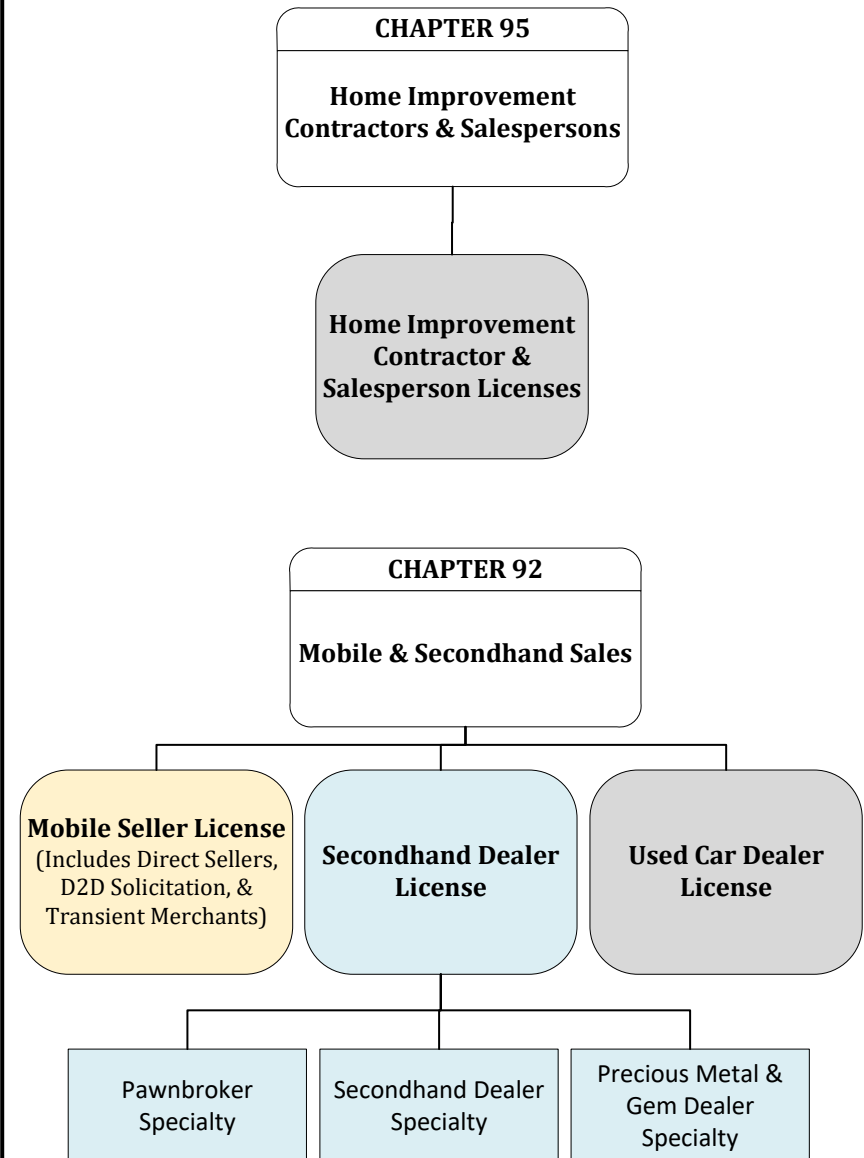 CHAPTER 95
Home Improvement
Contractors & Salespersons
Home Improvement
Contractor &
Salesperson Licenses
CHAPTER 92
Mobile & Secondhand Sales
Mobile Seller License
(Includes Direct Sellers,
D2D Solicitation, &
Transient Merchants)
Secondhand Dealer
License
Used Car Dealer
License
Pawnbroker
Specialty
Secondhand Dealer
Specialty
Precious Metal &
Gem Dealer
Specialty